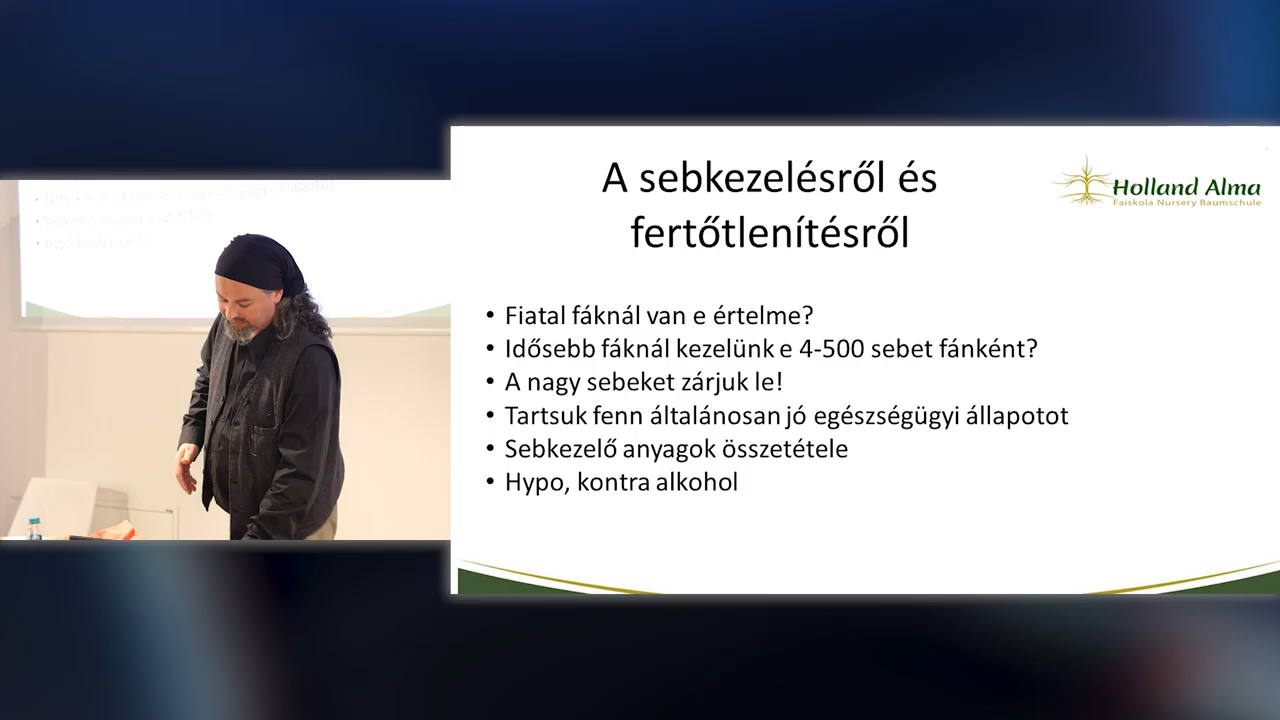 A sebkezelésről és
fertőtlenítésről
Holland Alma
Faiskola Nursery Baumschule
• Fiatal fáknál van e értelme?
• Idősebb fáknál kezelünk e 4-500 sebet fánként?
• A nagy sebeket zárjuk le!
• Tartsuk fenn általánosan jó egészségügyi állapotot
• Sebkezelő anyagok összetétele
• Hypo, kontra alkohol